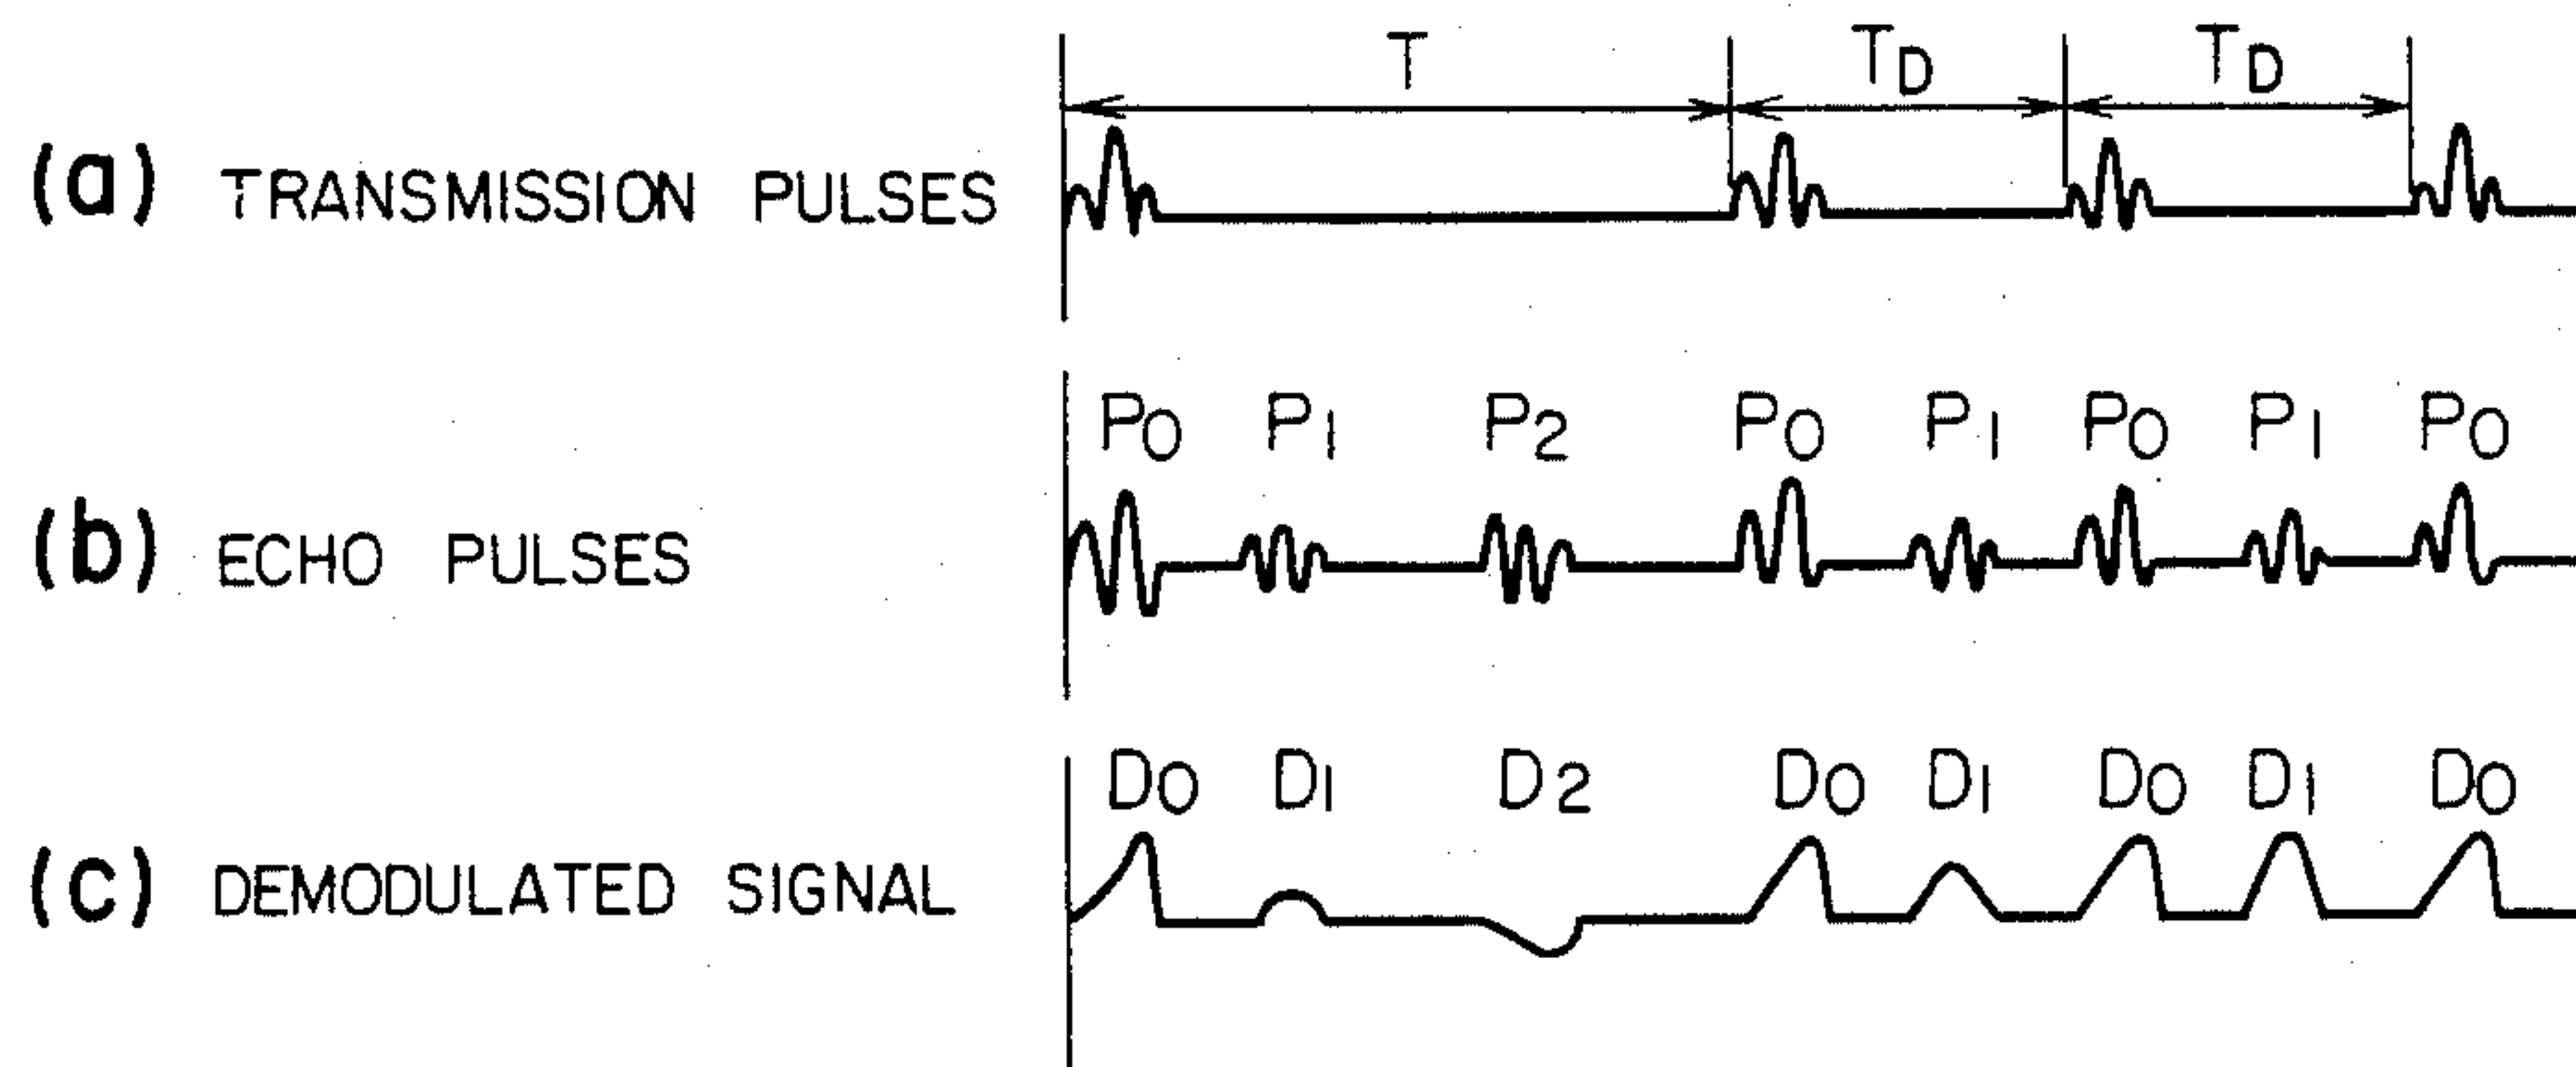 T TD TD
(a) TRANSMISSION PULSES
P0 P1 P2 P0 P1 P0 P1 P0
(b) ECHO PULSES
D0 D1 D2 D0 D1 D0 D1 D0
(c) DEMODULATED SIGNAL